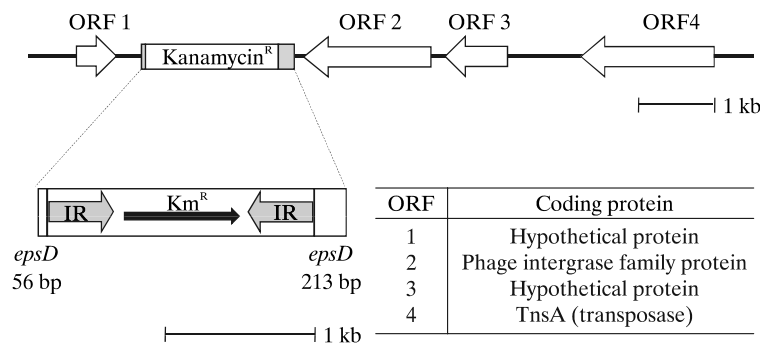 ORF 1
ORF 2
ORF 3
ORF4
Kanamycin^R
1 kb
IR
Km^R
IR
epsD
56 bp
epsD
213 bp
1 kb
ORF Coding protein
1 Hypothetical protein
2 Phage intergrase family protein
3 Hypothetical protein
4 TnsA (transposase)